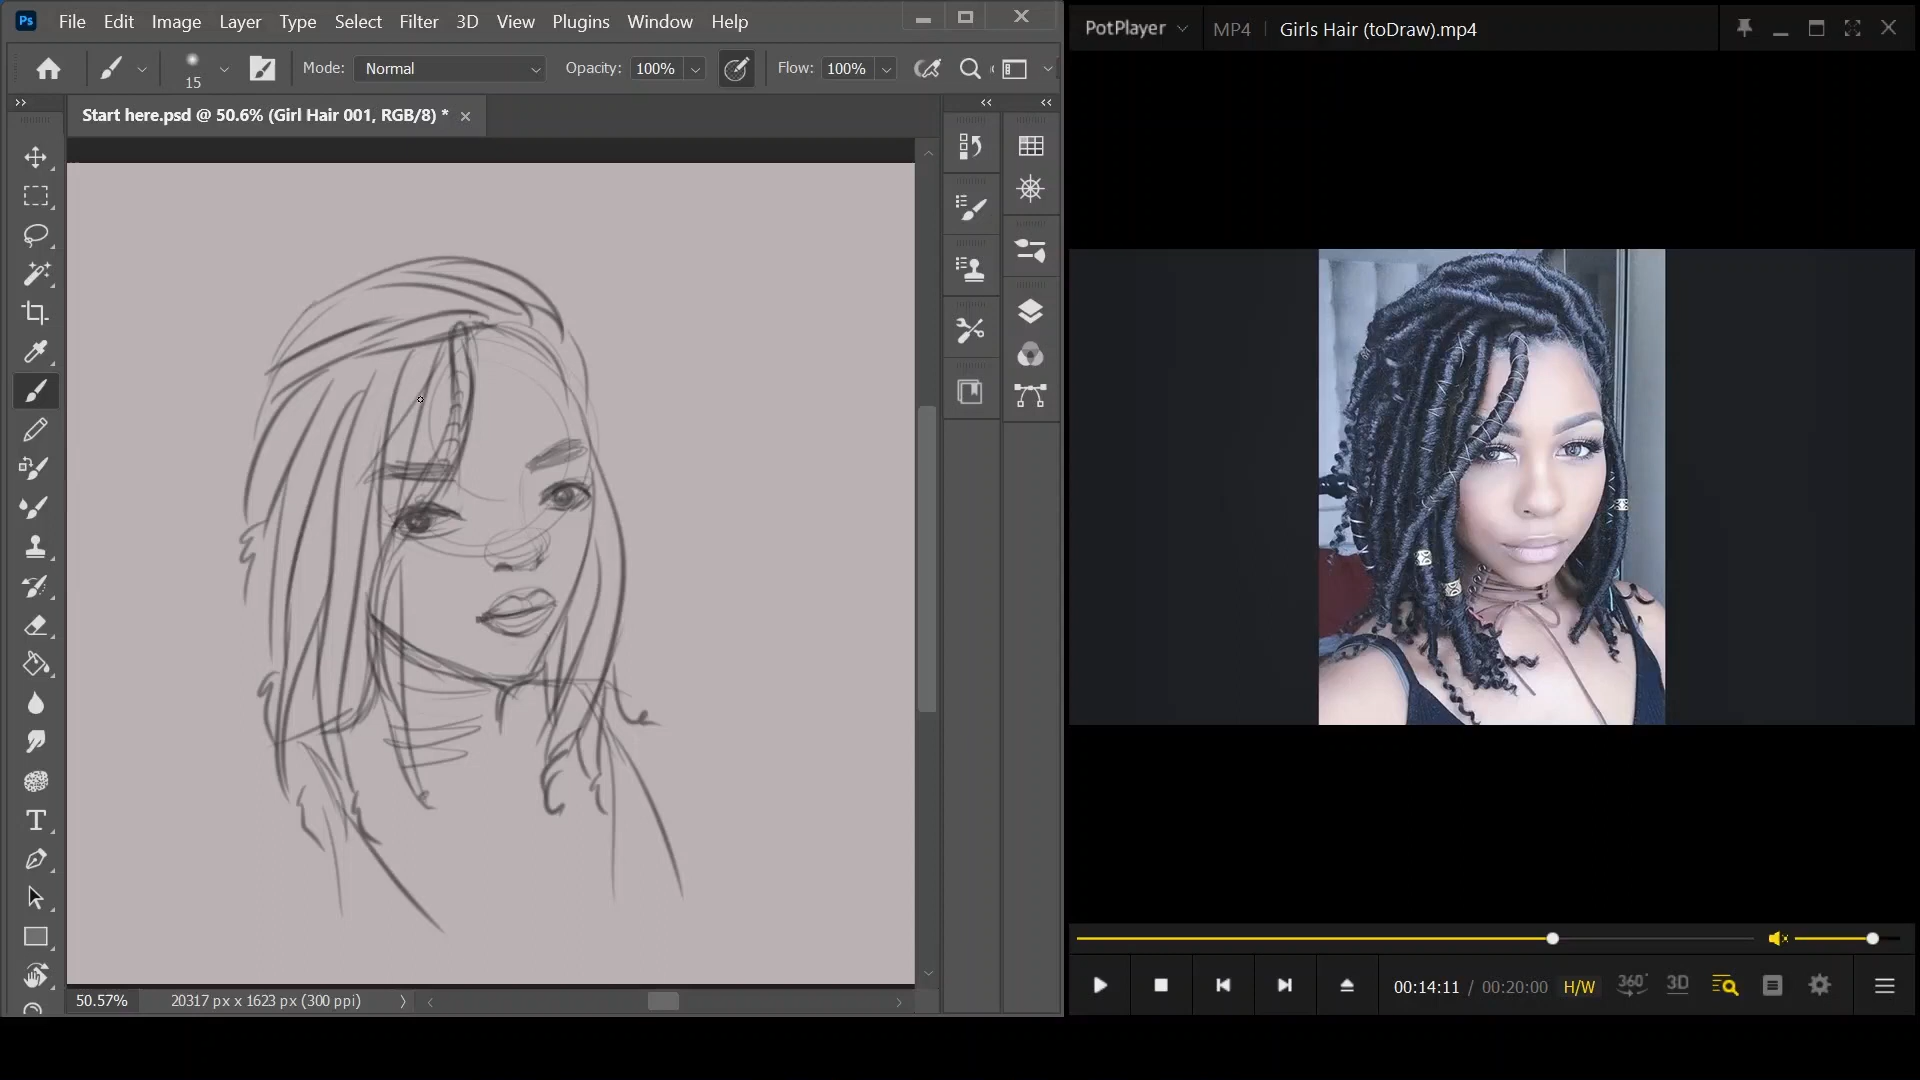 Ps File Edit Image Layer Type Select Filter 3D View Plugins Window Help
15 Mode: Normal Opacity: 100% Flow: 100%
Start here.psd @ 50.6% (Girl Hair 001, RGB/8) *
50.57% 20317 px x 1623 px (300 ppi)
PotPlayer MP4 Girls Hair (toDraw).mp4
00:14:11 / 00:20:00 H/W 360° 3D